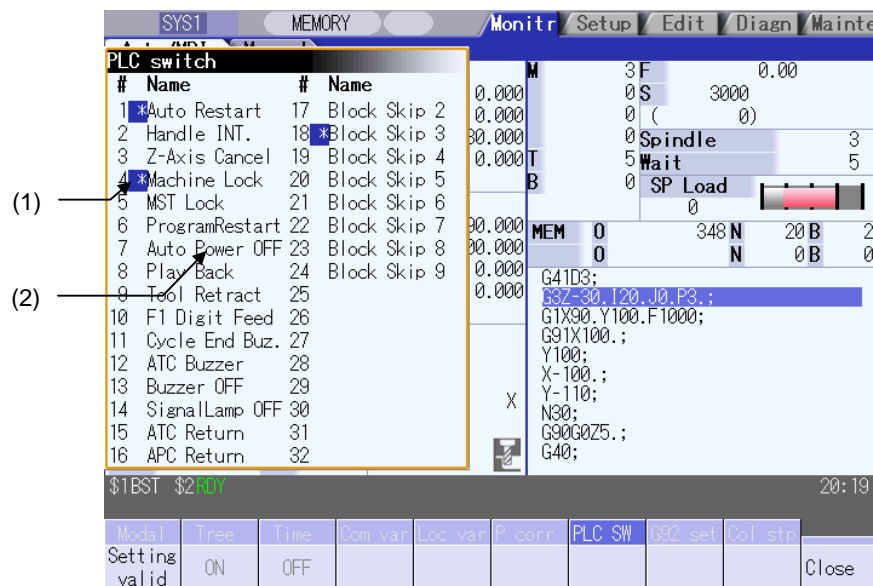 SYS1 MEMORY Monitr Setup Edit Diagn Mainte
PLC switch
# Name # Name
1 *Auto Restart 17 Block Skip 2
2 Handle INT. 18 *Block Skip 3
3 Z-Axis Cancel 19 Block Skip 4
4 *Machine Lock 20 Block Skip 5
5 MST Lock 21 Block Skip 6
6 ProgramRestart 22 Block Skip 7
7 Auto Power OFF 23 Block Skip 8
8 Play Back 24 Block Skip 9
9 Tool Retract 25
10 F1 Digit Feed 26
11 Cycle End Buz. 27
12 ATC Buzzer 28
13 Buzzer OFF 29
14 SignalLamp OFF 30
15 ATC Return 31
16 APC Return 32
(1)
(2)
0.000
0.000
0.000
0.000
0.000
X
M 3 F 0.00
0 S 3000
0 ( 0)
0 Spindle 3
T 5 Wait 5
B 0 SP Load
0
MEM O 348 N 20 B 2
O N 0 B 0
G41D3;
G3Z-30.I20.J0.P3.;
G1X90.Y100.F1000;
G91X100.;
Y100;
X-100.;
Y-110;
N30;
G90G0Z5.;
G40;
$1BST $2RDY 20:19
Modal Tree Time Com var Loc var P corr PLC SW G92 set Col stp
Setting valid ON OFF Close